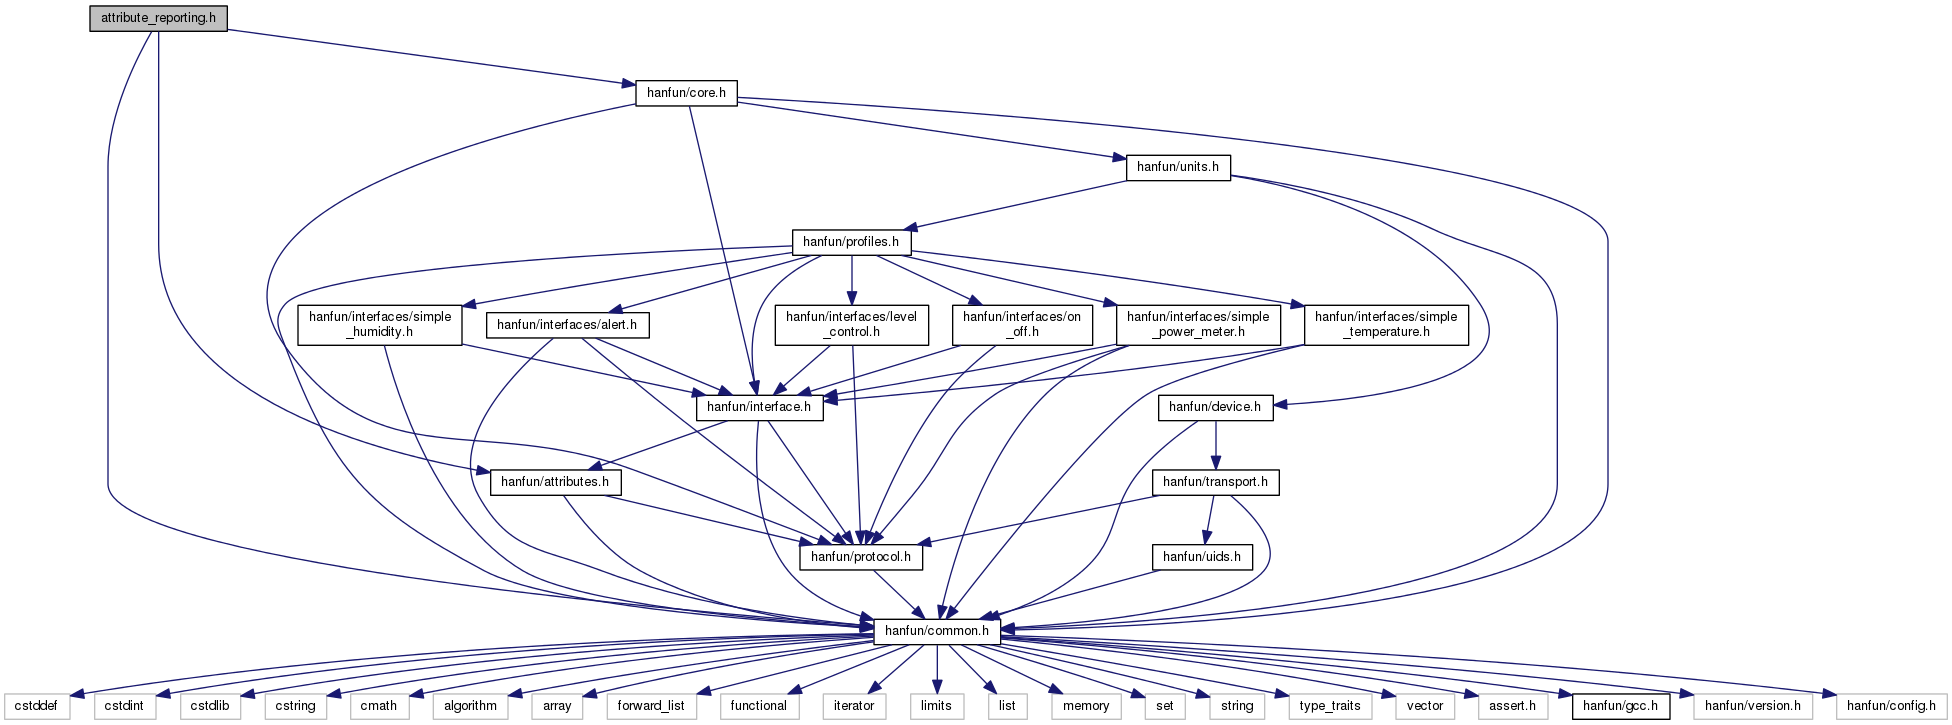 attribute_reporting.h
hanfun/core.h
hanfun/units.h
hanfun/profiles.h
hanfun/interfaces/simple
_humidity.h
hanfun/interfaces/alert.h
hanfun/interfaces/level
_control.h
hanfun/interfaces/on
_off.h
hanfun/interfaces/simple
_power_meter.h
hanfun/interfaces/simple
_temperature.h
hanfun/interface.h
hanfun/device.h
hanfun/attributes.h
hanfun/transport.h
hanfun/protocol.h
hanfun/uids.h
hanfun/common.h
cstddef
cstdint
cstdlib
cstring
cmath
algorithm
array
forward_list
functional
iterator
limits
list
memory
set
string
type_traits
vector
assert.h
hanfun/gcc.h
hanfun/version.h
hanfun/config.h